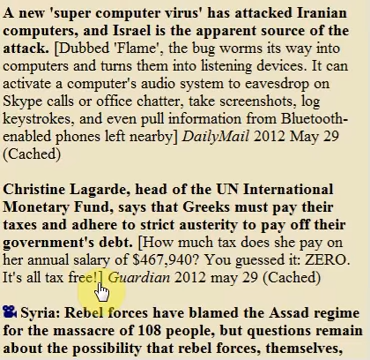 A new 'super computer virus' has attacked Iranian
computers, and Israel is the apparent source of the
attack. [Dubbed 'Flame', the bug worms its way into
computers and turns them into listening devices. It can
activate a computer's audio system to eavesdrop on
Skype calls or office chatter, take screenshots, log
keystrokes, and even pull information from Bluetooth-
enabled phones left nearby] DailyMail 2012 May 29
(Cached)
Christine Lagarde, head of the UN International
Monetary Fund, says that Greeks must pay their
taxes and adhere to strict austerity to pay off their
government's debt. [How much tax does she pay on
her annual salary of $467,940? You guessed it: ZERO.
It's all tax free!] Guardian 2012 may 29 (Cached)
Syria: Rebel forces have blamed the Assad regime
for the massacre of 108 people, but questions remain
about the possibility that rebel forces, themselves,